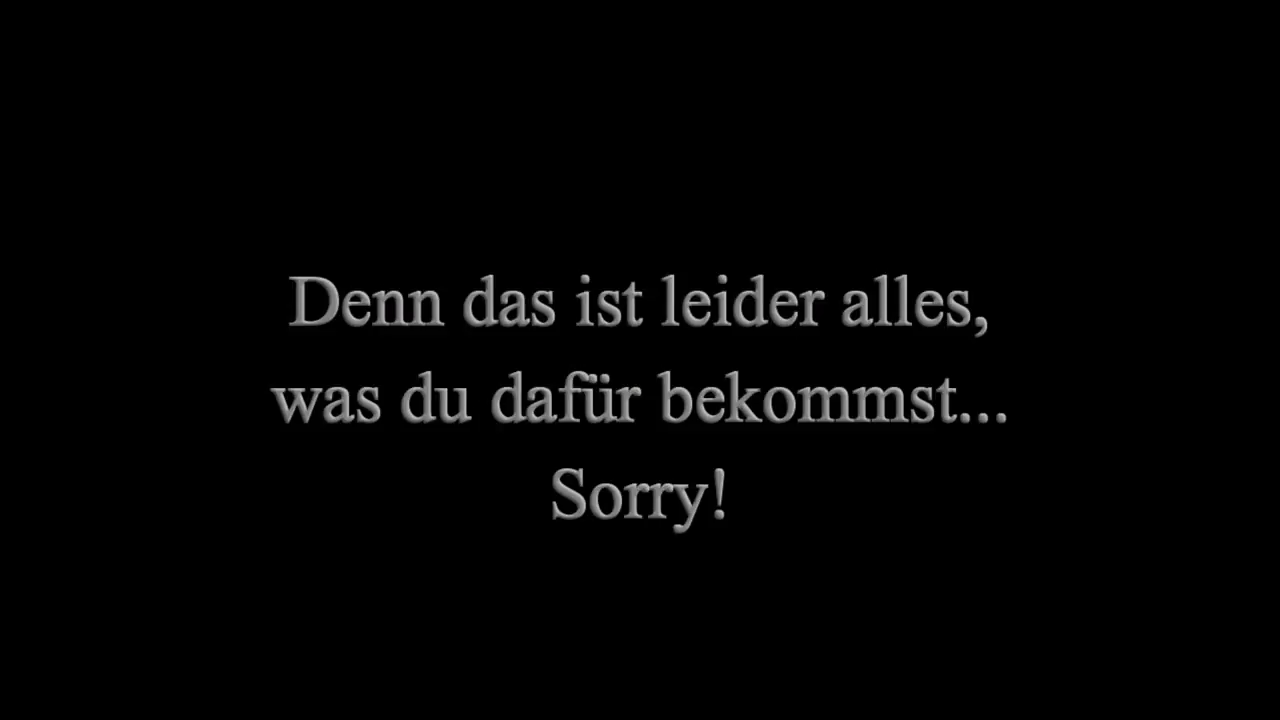 Denn das ist leider alles,
was du dafür bekommst...
Sorry!